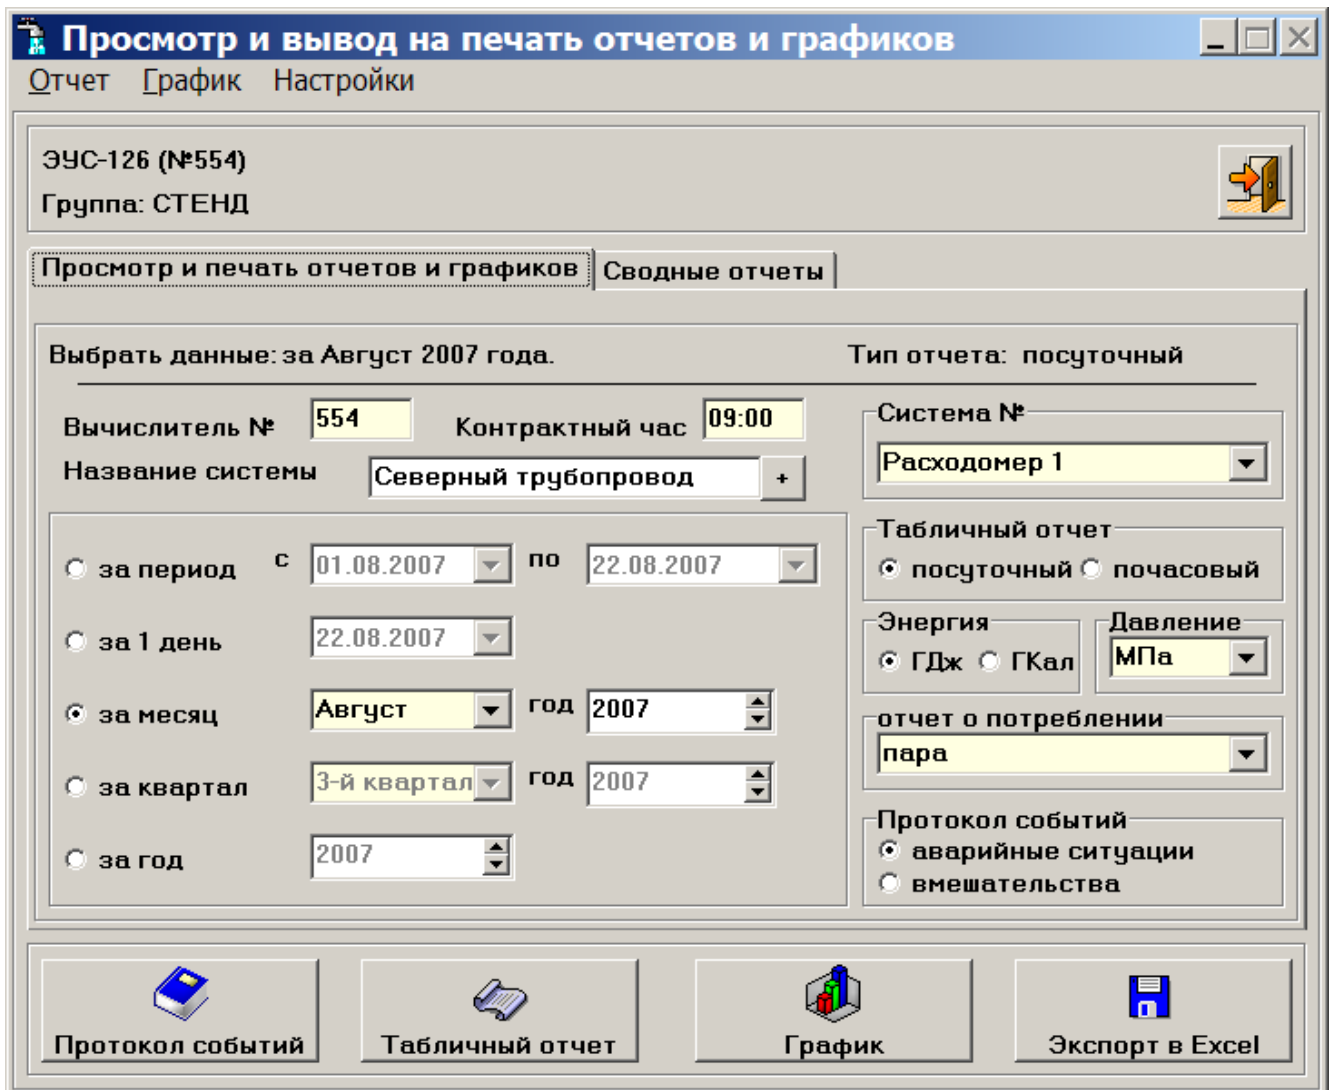 Просмотр и вывод на печать отчетов и графиков
Отчет График Настройки
ЭУС-126 (№554)
Группа: СТЕНД
Просмотр и печать отчетов и графиков Сводные отчеты
Выбрать данные: за Август 2007 года. Тип отчета: посуточный
Вычислитель № 554 Контрактный час 09:00
Название системы Северный трубопровод +
Система №
Расходомер 1
за период с 01.08.2007 по 22.08.2007
за 1 день 22.08.2007
за месяц Август год 2007
за квартал 3-й квартал год 2007
за год 2007
Табличный отчет
посуточный почасовый
Энергия
ГДж ГКал
Давление
МПа
отчет о потреблении
пара
Протокол событий
аварийные ситуации
вмешательства
Протокол событий Табличный отчет График Экспорт в Excel